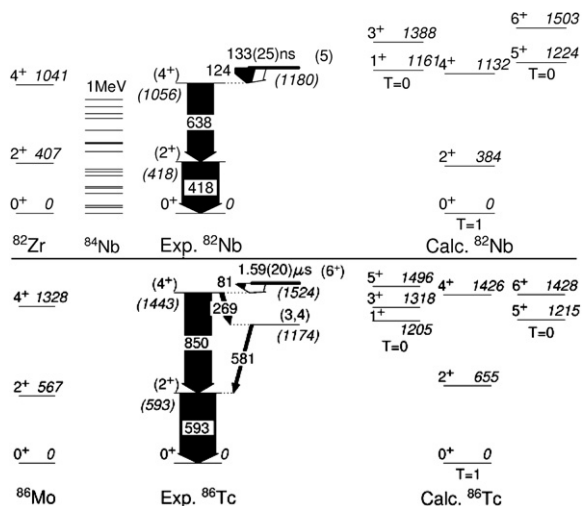 133(25)ns (5)
3⁺ 1388
6⁺ 1503
4⁺ 1041
(4⁺) 124
(1056)
(1180)
1⁺ 1161
T=0
4⁺ 1132
5⁺ 1224
T=0
1MeV
638
2⁺ 407
(2⁺)
(418)
418
2⁺ 384
0⁺ 0
0⁺ 0
0⁺ 0
T=1
⁸²Zr
⁸⁴Nb
Exp. ⁸²Nb
Calc. ⁸²Nb
1.59(20)μs (6⁺)
(4⁺) 81
(1443)
(1524)
5⁺ 1496
4⁺ 1426
6⁺ 1428
4⁺ 1328
269
(3,4)
(1174)
3⁺ 1318
1⁺
1205
T=0
5⁺ 1215
T=0
850
581
2⁺ 567
(2⁺)
(593)
593
2⁺ 655
0⁺ 0
0⁺ 0
0⁺ 0
T=1
⁸⁶Mo
Exp. ⁸⁶Tc
Calc. ⁸⁶Tc